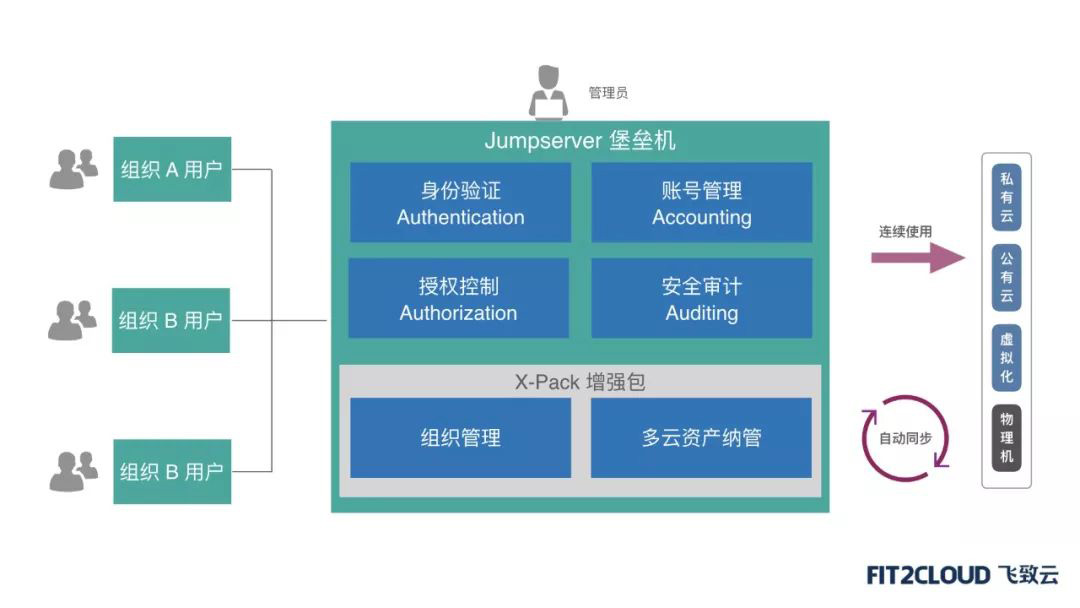 管理员
Jumpserver 堡垒机
组织 A 用户
组织 B 用户
组织 B 用户
身份验证
Authentication
账号管理
Accounting
授权控制
Authorization
安全审计
Auditing
X-Pack 增强包
组织管理
多云资产纳管
连续使用
自动同步
私有云
公有云
虚拟化
物理机
FIT2CLOUD 飞致云